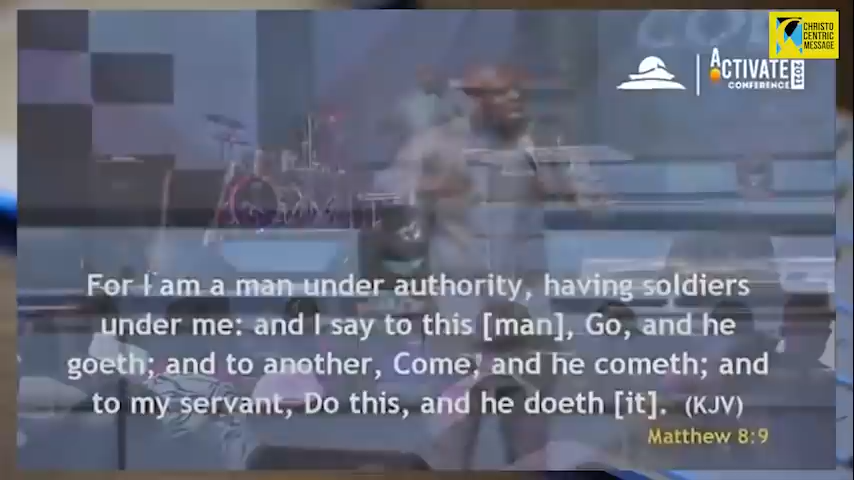 CHRISTO
CENTRIC
MESSAGE
ACTIVATE
CONFERENCE
2021
For I am a man under authority, having soldiers
under me: and I say to this [man], Go, and he
goeth; and to another, Come, and he cometh; and
to my servant, Do this, and he doeth [it]. (KJV)
Matthew 8:9